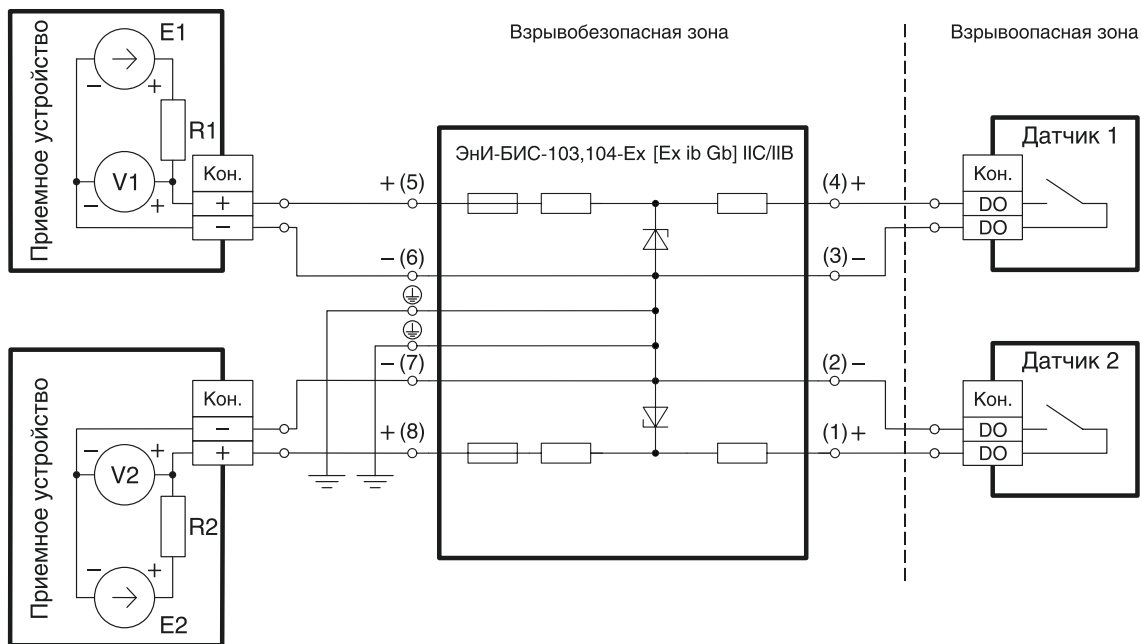 Взрывобезопасная зона
Взрывоопасная зона
Приемное устройство
E1
– +
R1
V1
– +
Кон.
+
–
ЭнИ-БИС-103,104-Ex [Ex ib Gb] IIC/IIB
+ (5)
– (6)
– (7)
+ (8)
(4) +
(3) –
(2) –
(1) +
Датчик 1
Кон.
DO
DO
Приемное устройство
Кон.
–
+
– +
V2
R2
– +
E2
Датчик 2
Кон.
DO
DO